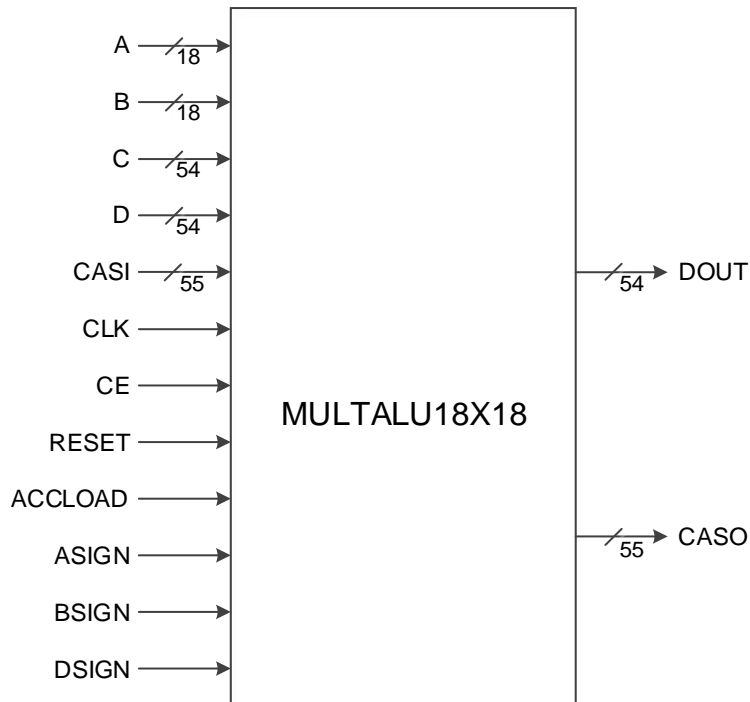 A
18
B
18
C
54
D
54
CASI
55
CLK
CE
RESET
ACCLOAD
ASIGN
BSIGN
DSIGN
MULTALU18X18
54
DOUT
55
CASO